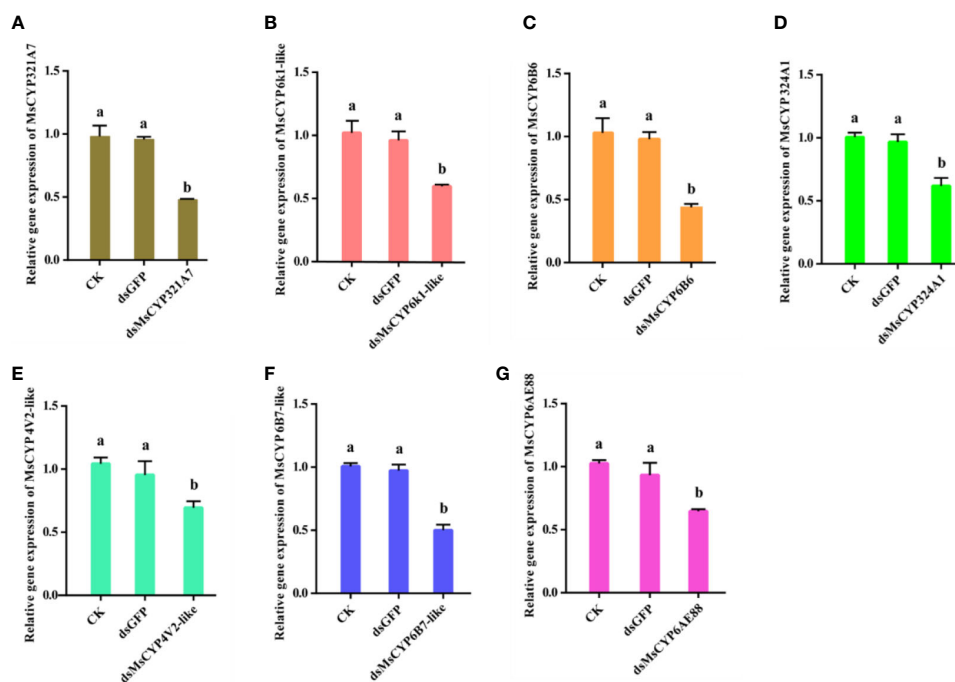 A
Relative gene expression of MsCYP321A7
1.5
1.0
0.5
0.0
a
a
b
CK
dsGFP
dsMsCYP321A7
B
Relative gene expression of MsCYP6k1-like
1.5
1.0
0.5
0.0
a
a
b
CK
dsGFP
dsMsCYP6k1-like
C
Relative gene expression of MsCYP6B6
1.5
1.0
0.5
0.0
a
a
b
CK
dsGFP
dsMsCYP6B6
D
Relative gene expression of MsCYP324A1
1.5
1.0
0.5
0.0
a
a
b
CK
dsGFP
dsMsCYP324A1
E
Relative gene expression of MsCYP4V2-like
1.5
1.0
0.5
0.0
a
a
b
CK
dsGFP
dsMsCYP4V2-like
F
Relative gene expression of MsCYP6B7-like
1.5
1.0
0.5
0.0
a
a
b
CK
dsGFP
dsMsCYP6B7-like
G
Relative gene expression of MsCYP6AE88
1.5
1.0
0.5
0.0
a
a
b
CK
dsGFP
dsMsCYP6AE88